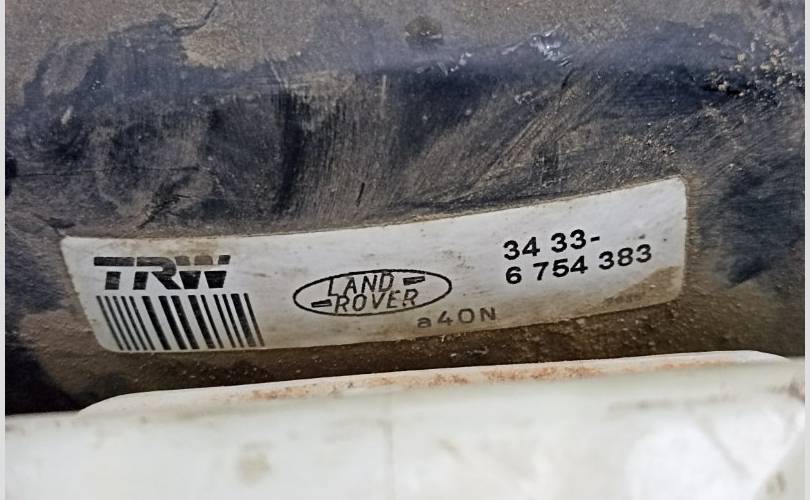 TRW
LAND
ROVER
a40N
34 33-
6 754 383